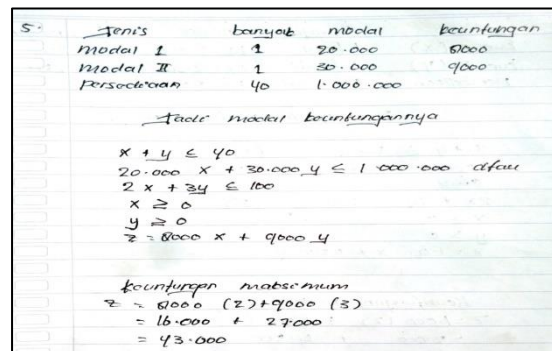 5. Jenis banyak modal keuntungan
modal I 1 20.000 8000
modal II 1 30.000 9000
persediaan 40 1.000.000
Jadi modal keuntungannya
x + y ≤ 40
20.000 x + 30.000 y ≤ 1.000.000 atau
2x + 3y ≤ 100
x ≥ 0
y ≥ 0
z = 8000 x + 9000 y
keuntungan maksimum
z = 8000 (2) + 9000 (3)
= 16.000 + 27.000
= 43.000